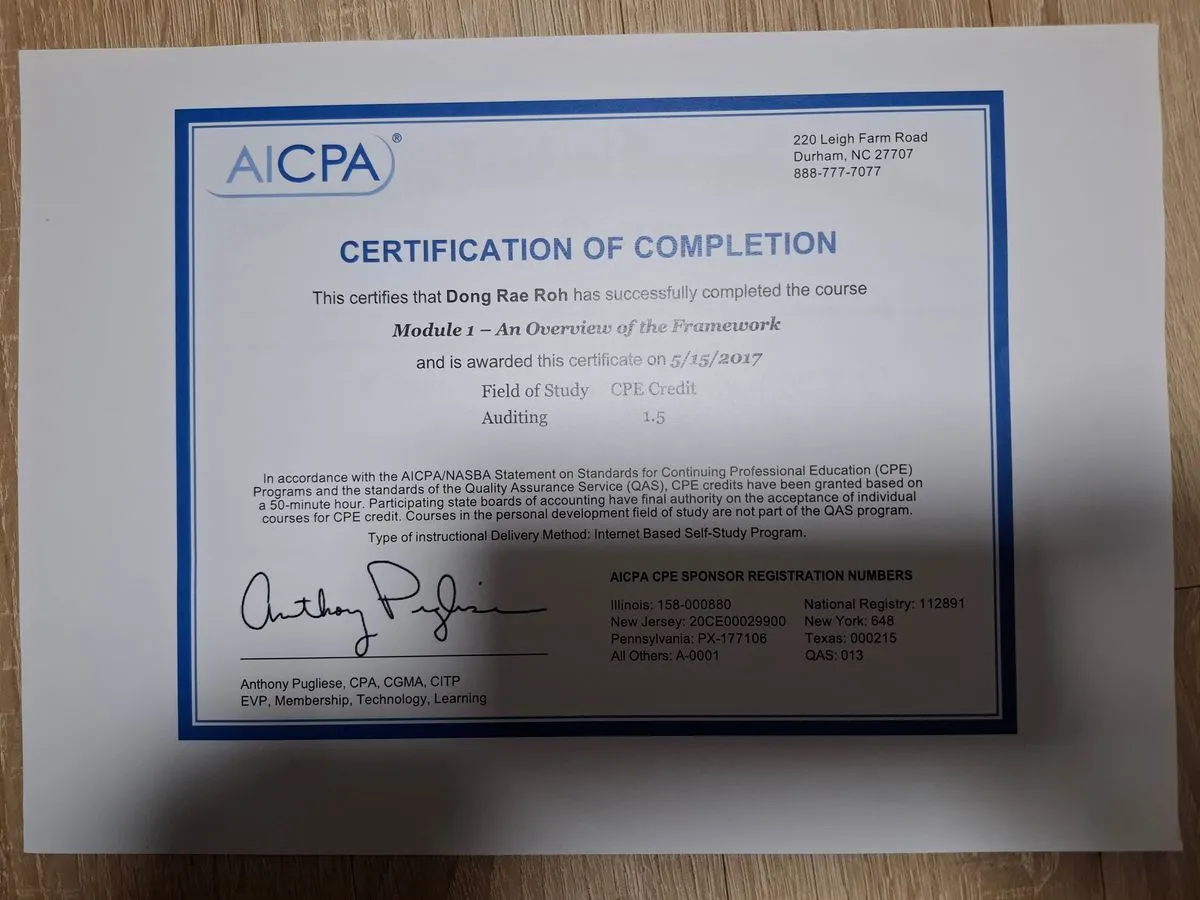 AICPA®
220 Leigh Farm Road
Durham, NC 27707
888-777-7077
CERTIFICATION OF COMPLETION
This certifies that Dong Rae Roh has successfully completed the course
Module 1 – An Overview of the Framework
and is awarded this certificate on 5/15/2017
Field of Study CPE Credit
Auditing 1.5
In accordance with the AICPA/NASBA Statement on Standards for Continuing Professional Education (CPE)
Programs and the standards of the Quality Assurance Service (QAS), CPE credits have been granted based on
a 50-minute hour. Participating state boards of accounting have final authority on the acceptance of individual
courses for CPE credit. Courses in the personal development field of study are not part of the QAS program.
Type of instructional Delivery Method: Internet Based Self-Study Program.
Anthony Pugliese
Anthony Pugliese, CPA, CGMA, CITP
EVP, Membership, Technology, Learning
AICPA CPE SPONSOR REGISTRATION NUMBERS
Illinois: 158-000880 National Registry: 112891
New Jersey: 20CE00029900 New York: 648
Pennsylvania: PX-177106 Texas: 000215
All Others: A-0001 QAS: 013